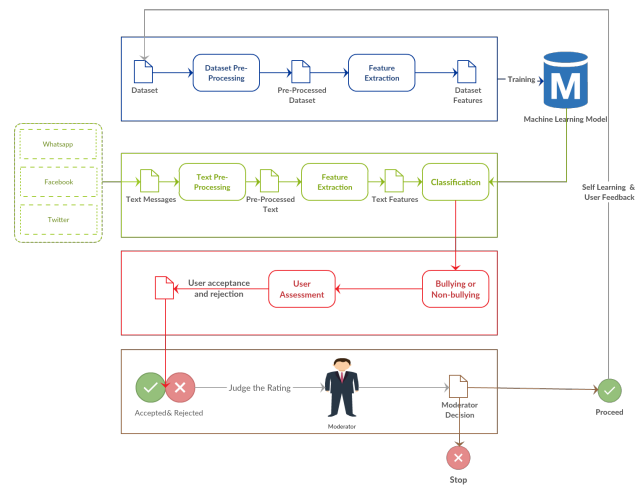 Dataset
Dataset Pre-
Processing
Pre-Processed
Dataset
Feature
Extraction
Dataset
Features
Training
M
Machine Learning Model
Whatsapp
Facebook
Twitter
Text Messages
Text Pre-
Processing
Pre-Processed
Text
Feature
Extraction
Text Features
Classification
Self Learning &
User Feedback
User acceptance
and rejection
User
Assessment
Bullying or
Non-bullying
Accepted& Rejected
Judge the Rating
Moderator
Moderator
Decision
Proceed
Stop